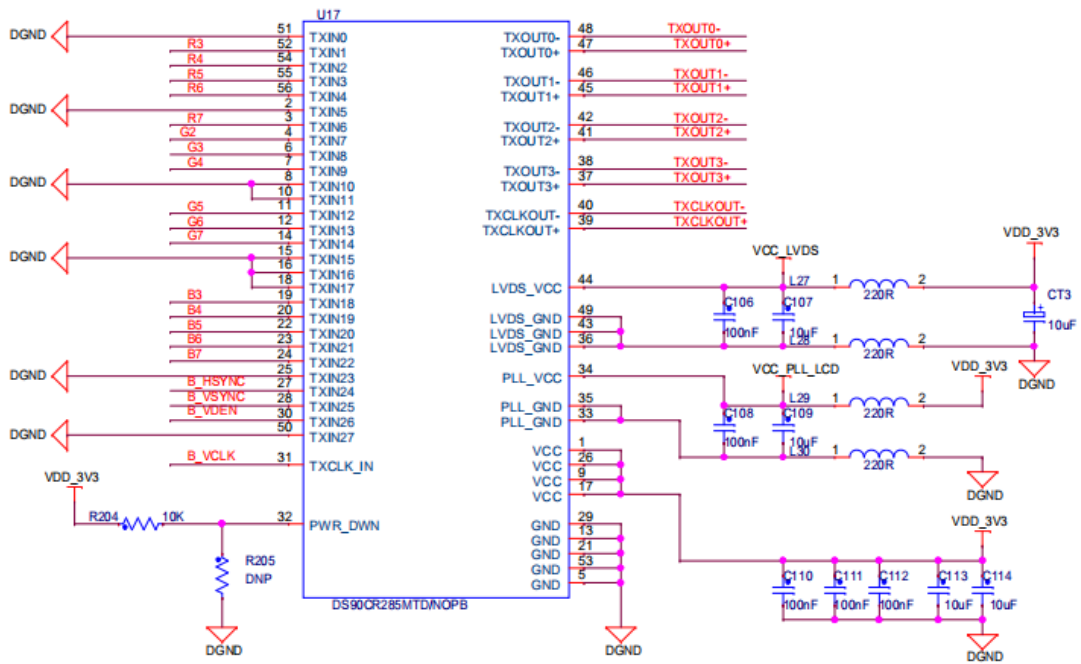 U17
DGND 51 TXIN0 TXOUT0- 48 TXOUT0-
R3 52 TXIN1 TXOUT0+ 47 TXOUT0+
R4 54 TXIN2
R5 55 TXIN3 TXOUT1- 46 TXOUT1-
R6 56 TXIN4 TXOUT1+ 45 TXOUT1+
DGND 2 TXIN5
R7 3 TXIN6 TXOUT2- 42 TXOUT2-
G2 4 TXIN7 TXOUT2+ 41 TXOUT2+
G3 6 TXIN8
G4 7 TXIN9 TXOUT3- 38 TXOUT3-
DGND 8 TXIN10 TXOUT3+ 37 TXOUT3+
10 TXIN11
G5 11 TXIN12 TXCLKOUT- 40 TXCLKOUT-
G6 12 TXIN13 TXCLKOUT+ 39 TXCLKOUT+
G7 14 TXIN14
DGND 15 TXIN15 VCC_LVDS VDD_3V3
16 TXIN16
18 TXIN17 LVDS_VCC 44 L27 1 220R 2
B3 19 TXIN18 C106 C107 CT3
B4 20 TXIN19 LVDS_GND 49 100nF 10uF 10uF
B5 22 TXIN20 LVDS_GND 43
B6 23 TXIN21 LVDS_GND 36 L28 1 220R 2
B7 24 TXIN22 VDD_3V3
DGND 25 TXIN23 PLL_VCC 34 VCC_PLL_LCD DGND
B_HSYNC 27 TXIN24
B_VSYNC 28 TXIN25 PLL_GND 35 L29 1 220R 2
B_VDEN 30 TXIN26 PLL_GND 33 C108 C109
DGND 50 TXIN27 100nF 10uF
VCC 1 L30 1 220R 2
B_VCLK 31 TXCLK_IN VCC 26
VDD_3V3 VCC 9 DGND
VCC 17
R204 10K 32 PWR_DWN GND 29 VDD_3V3
GND 13
GND 21
R205 GND 53
DNP GND 5 C110 C111 C112 C113 C114
DS90CR285MTD/NOPB 100nF 100nF 100nF 10uF 10uF
DGND DGND DGND